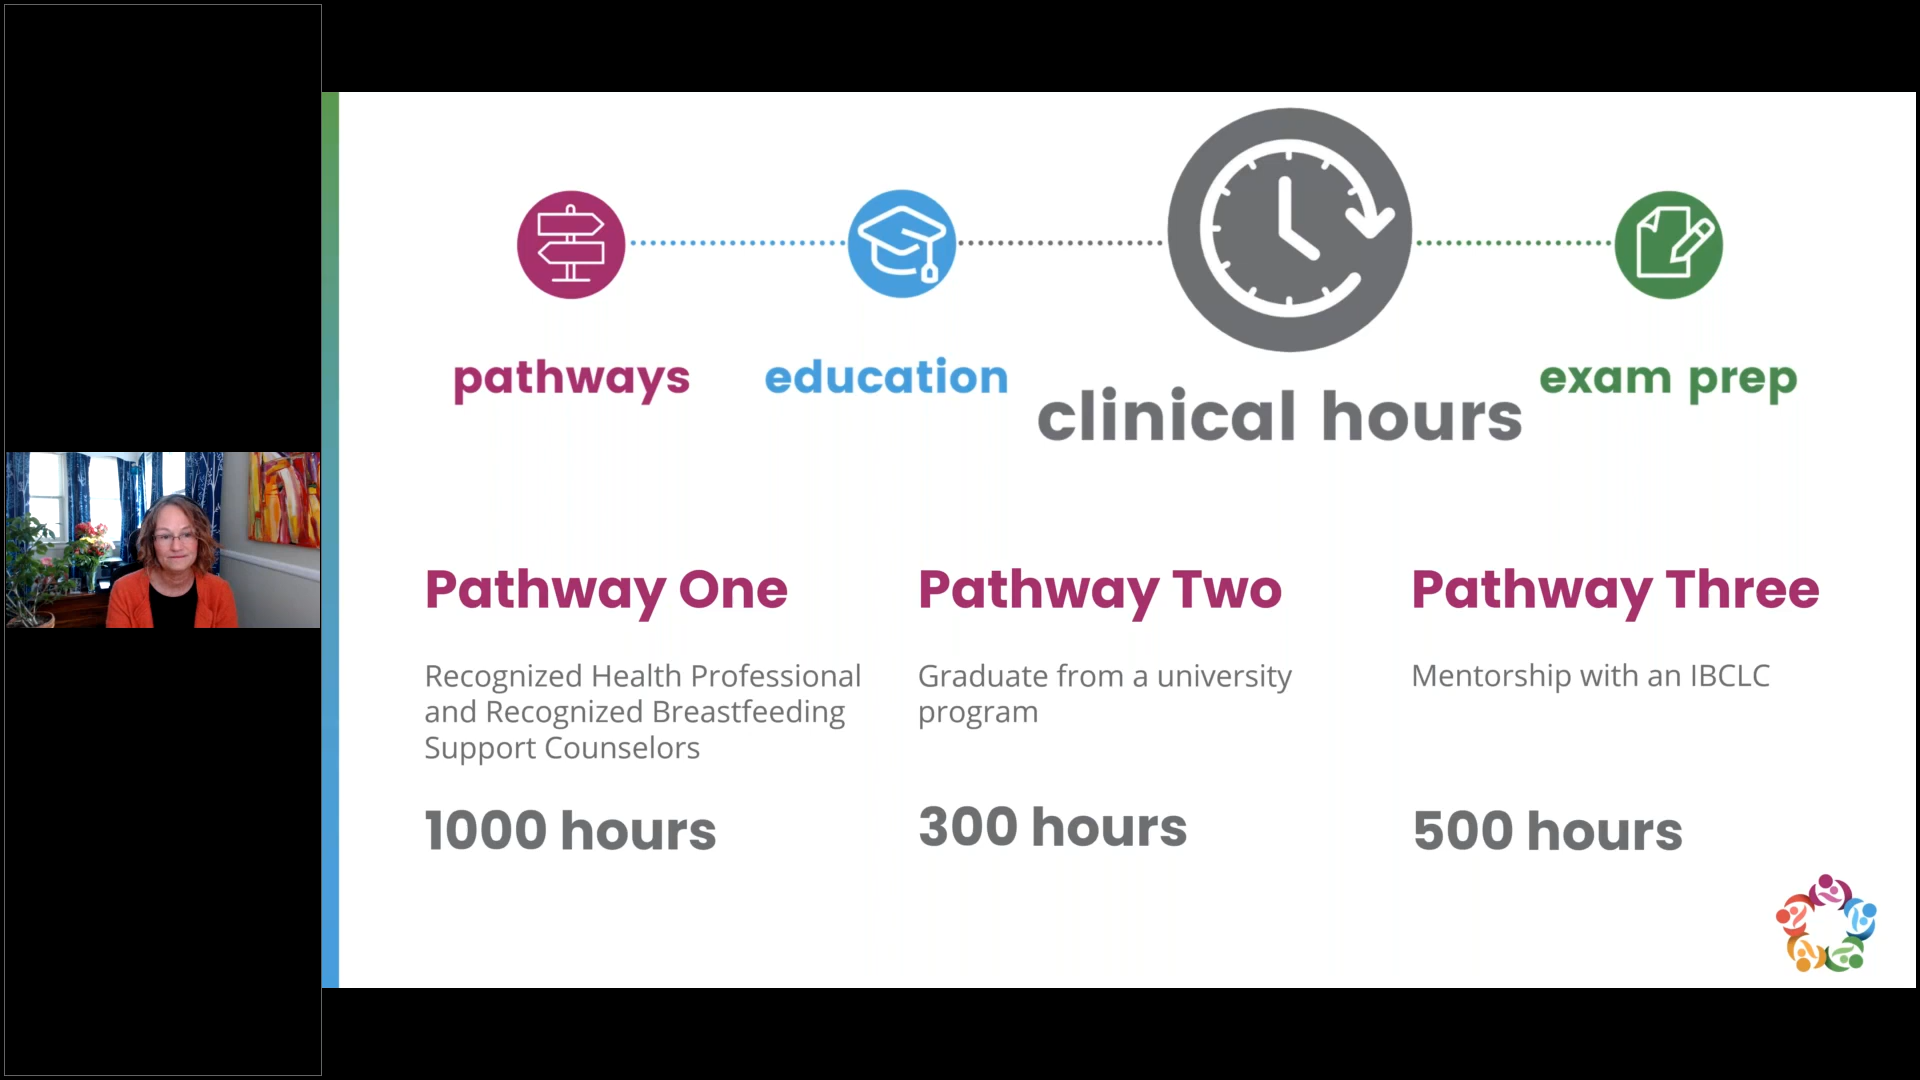 pathways
education
clinical hours
exam prep
Pathway One
Recognized Health Professional
and Recognized Breastfeeding
Support Counselors
1000 hours
Pathway Two
Graduate from a university
program
300 hours
Pathway Three
Mentorship with an IBCLC
500 hours